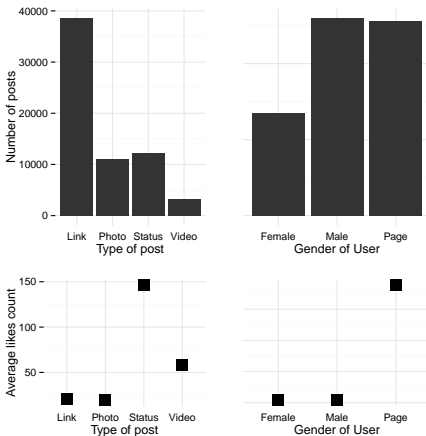 Number of posts
40000
30000
20000
10000
0
Link Photo Status Video
Type of post
Female Male Page
Gender of User
Average likes count
150
100
50
Link Photo Status Video
Type of post
Female Male Page
Gender of User